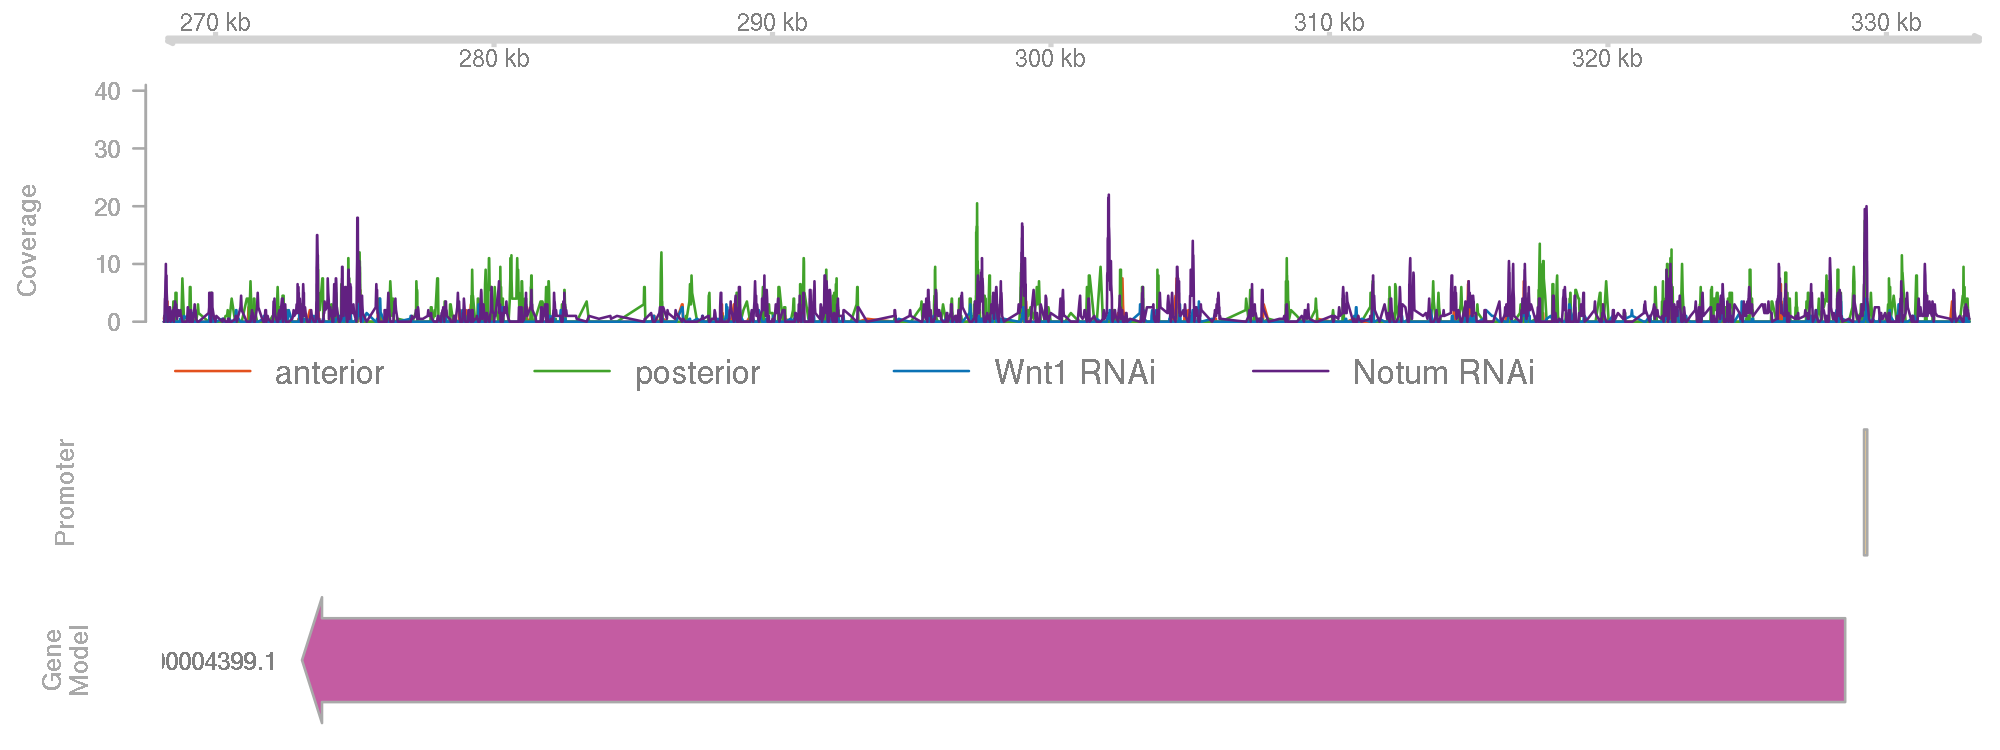 270 kb 290 kb 310 kb 330 kb
280 kb 300 kb 320 kb
40
30
20
10
0
Coverage
anterior posterior Wnt1 RNAi Notum RNAi
Promoter
Gene
Model
0004399.1